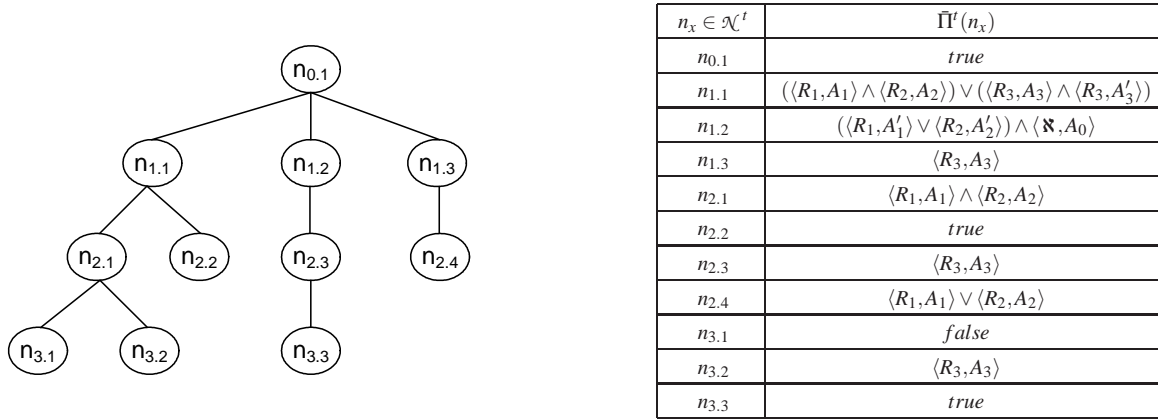 n0.1
n1.1 n1.2 n1.3
n2.1 n2.2 n2.3 n2.4
n3.1 n3.2 n3.3
nₓ ∈ 𝒩ᵗ Π̄ᵗ(nₓ)
n0.1 true
n1.1 (⟨R₁,A₁⟩ ∧ ⟨R₂,A₂⟩) ∨ (⟨R₃,A₃⟩ ∧ ⟨R₃,A′₃⟩)
n1.2 (⟨R₁,A′₁⟩ ∨ ⟨R₂,A′₂⟩) ∧ ⟨ℵ,A₀⟩
n1.3 ⟨R₃,A₃⟩
n2.1 ⟨R₁,A₁⟩ ∧ ⟨R₂,A₂⟩
n2.2 true
n2.3 ⟨R₃,A₃⟩
n2.4 ⟨R₁,A₁⟩ ∨ ⟨R₂,A₂⟩
n3.1 false
n3.2 ⟨R₃,A₃⟩
n3.3 true